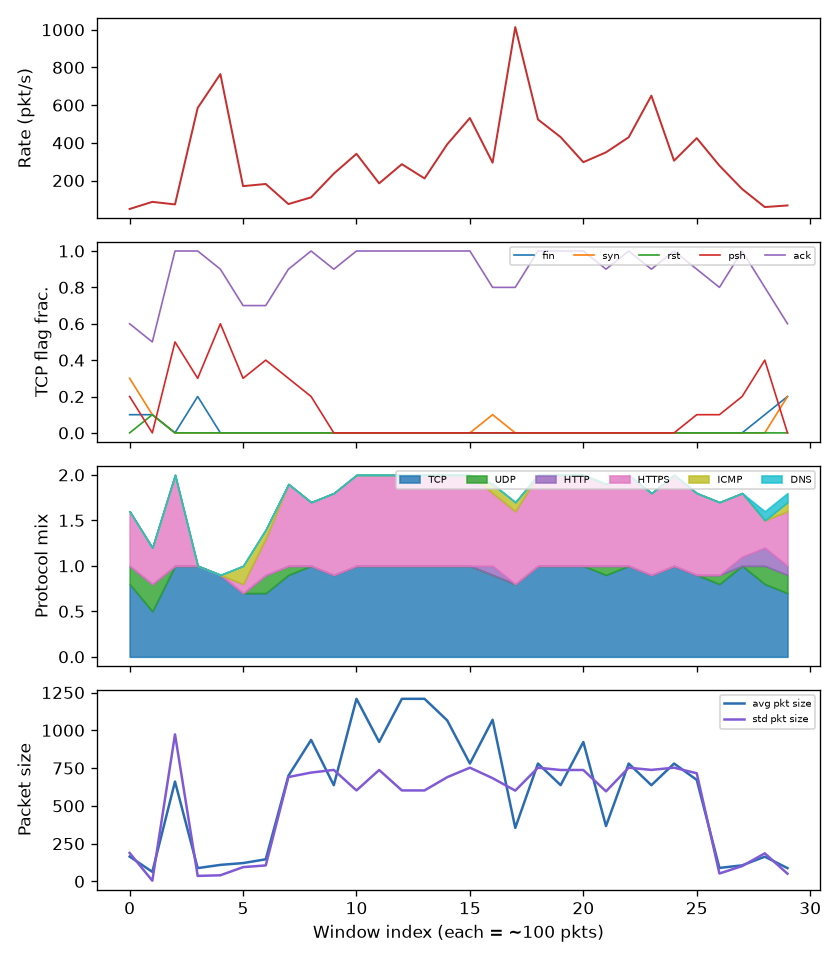 1000
800
600
400
200
Rate (pkt/s)
1.0
0.8
0.6
0.4
0.2
0.0
TCP flag frac.
fin syn rst psh ack
2.0
1.5
1.0
0.5
0.0
Protocol mix
TCP UDP HTTP HTTPS ICMP DNS
1250
1000
750
500
250
0
Packet size
avg pkt size
std pkt size
0 5 10 15 20 25 30
Window index (each = ~100 pkts)